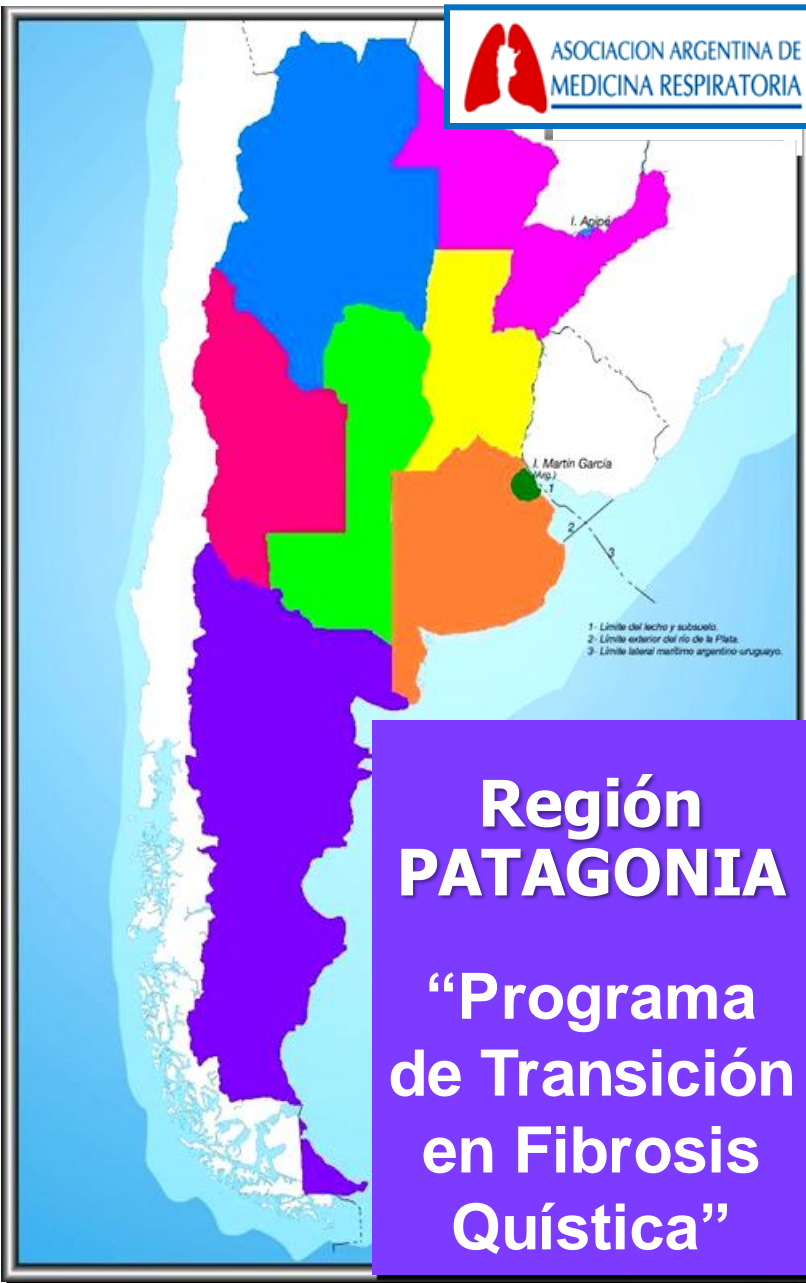 ASOCIACION ARGENTINA DE
MEDICINA RESPIRATORIA
I. Apipé
I. Martín García
(Arg.)
1
2
3
1- Límite del lecho y subsuelo.
2- Límite exterior del río de la Plata.
3- Límite lateral marítimo argentino-uruguayo.
Región
PATAGONIA
“Programa
de Transición
en Fibrosis
Quística”